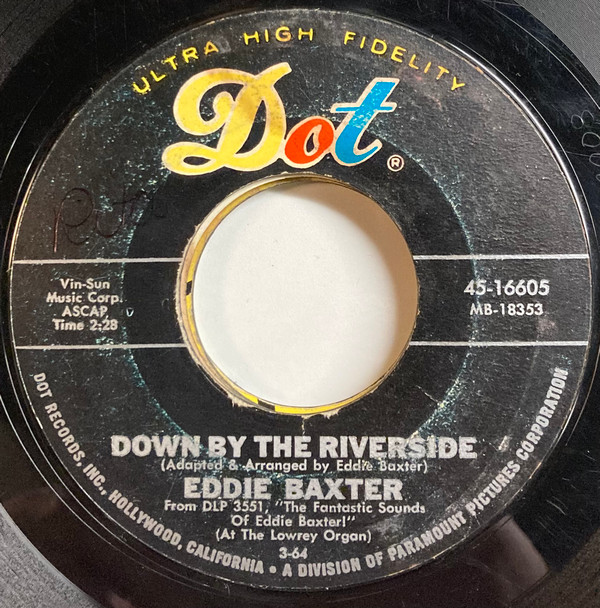 ULTRA HIGH FIDELITY
Dot
®
Vin-Sun
Music Corp.
ASCAP
Time 2:28
45-16605
MB-18353
DOWN BY THE RIVERSIDE
(Adapted & Arranged by Eddie Baxter)
EDDIE BAXTER
From DLP 3551, "The Fantastic Sounds
Of Eddie Baxter!"
(At The Lowrey Organ)
3-64
DOT RECORDS, INC., HOLLYWOOD, CALIFORNIA • A DIVISION OF PARAMOUNT PICTURES CORPORATION